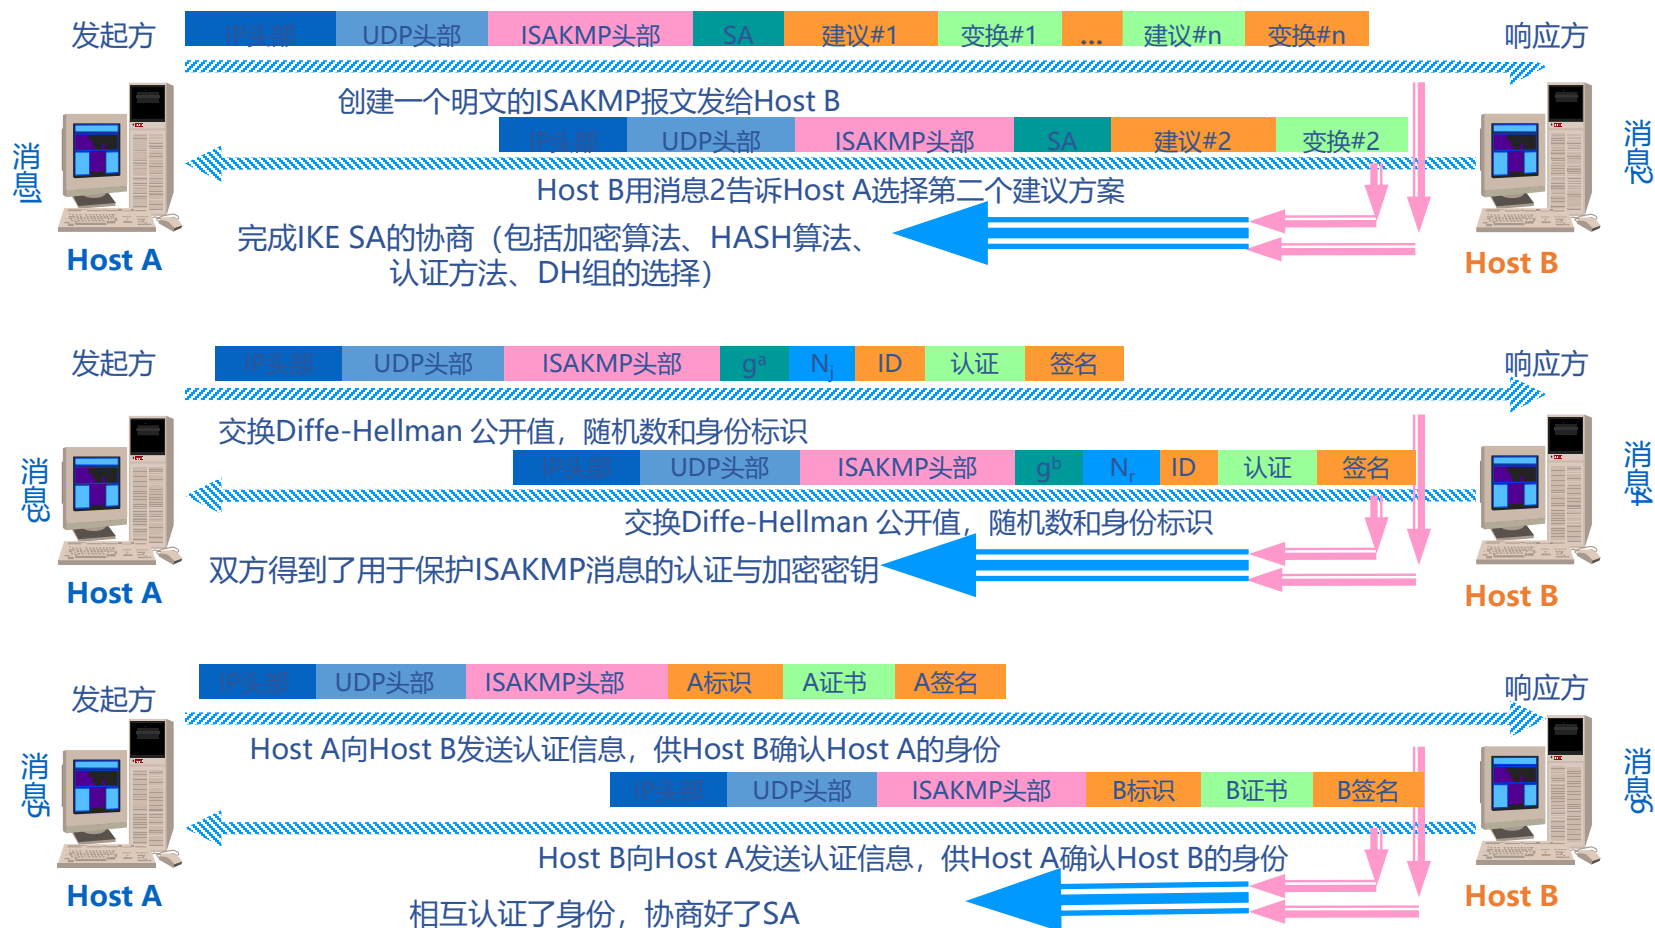 发起方
IP头部 UDP头部 ISAKMP头部 SA 建议#1 变换#1 ... 建议#n 变换#n
响应方
创建一个明文的ISAKMP报文发给Host B
消息1
IP头部 UDP头部 ISAKMP头部 SA 建议#2 变换#2
消息2
Host B用消息2告诉Host A选择第二个建议方案
完成IKE SA的协商（包括加密算法、HASH算法、
认证方法、DH组的选择）
Host A
Host B
发起方
IP头部 UDP头部 ISAKMP头部 gᵃ Nⱼ ID 认证 签名
响应方
交换Diffe-Hellman 公开值，随机数和身份标识
消息3
IP头部 UDP头部 ISAKMP头部 gᵇ Nᵣ ID 认证 签名
消息4
交换Diffe-Hellman 公开值，随机数和身份标识
双方得到了用于保护ISAKMP消息的认证与加密密钥
Host A
Host B
发起方
IP头部 UDP头部 ISAKMP头部 A标识 A证书 A签名
响应方
Host A向Host B发送认证信息，供Host B确认Host A的身份
消息5
IP头部 UDP头部 ISAKMP头部 B标识 B证书 B签名
消息6
Host B向Host A发送认证信息，供Host A确认Host B的身份
Host A
Host B
相互认证了身份，协商好了SA